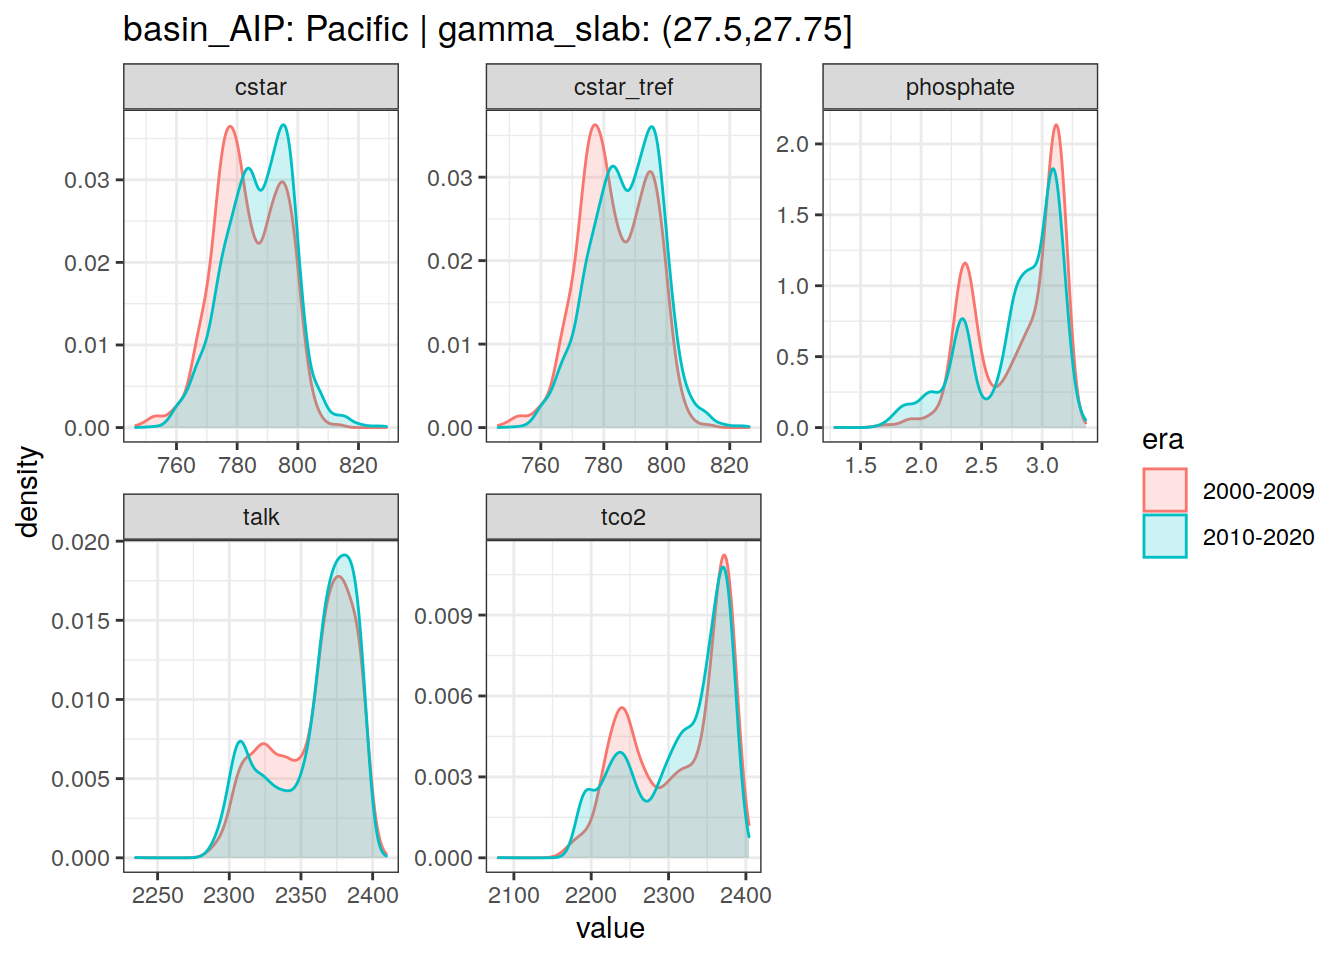 basin_AIP: Pacific | gamma_slab: (27.5,27.75]
cstar
cstar_tref
phosphate
0.03
0.02
0.01
0.00
760 780 800 820
0.03
0.02
0.01
0.00
760 780 800 820
2.0
1.5
1.0
0.5
0.0
1.5 2.0 2.5 3.0
density
talk
tco2
0.020
0.015
0.010
0.005
0.000
2250 2300 2350 2400
0.009
0.006
0.003
0.000
2100 2200 2300 2400
value
era
2000-2009
2010-2020